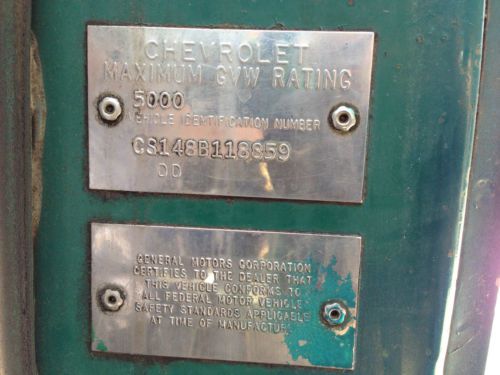 CHEVROLET
MAXIMUM GVW RATING
5000
VEHICLE IDENTIFICATION NUMBER
CS148B118859
OD
GENERAL MOTORS CORPORATION
CERTIFIES TO THE DEALER THAT
THIS VEHICLE CONFORMS TO
ALL FEDERAL MOTOR VEHICLE
SAFETY STANDARDS APPLICABLE
AT TIME OF MANUFACTURE